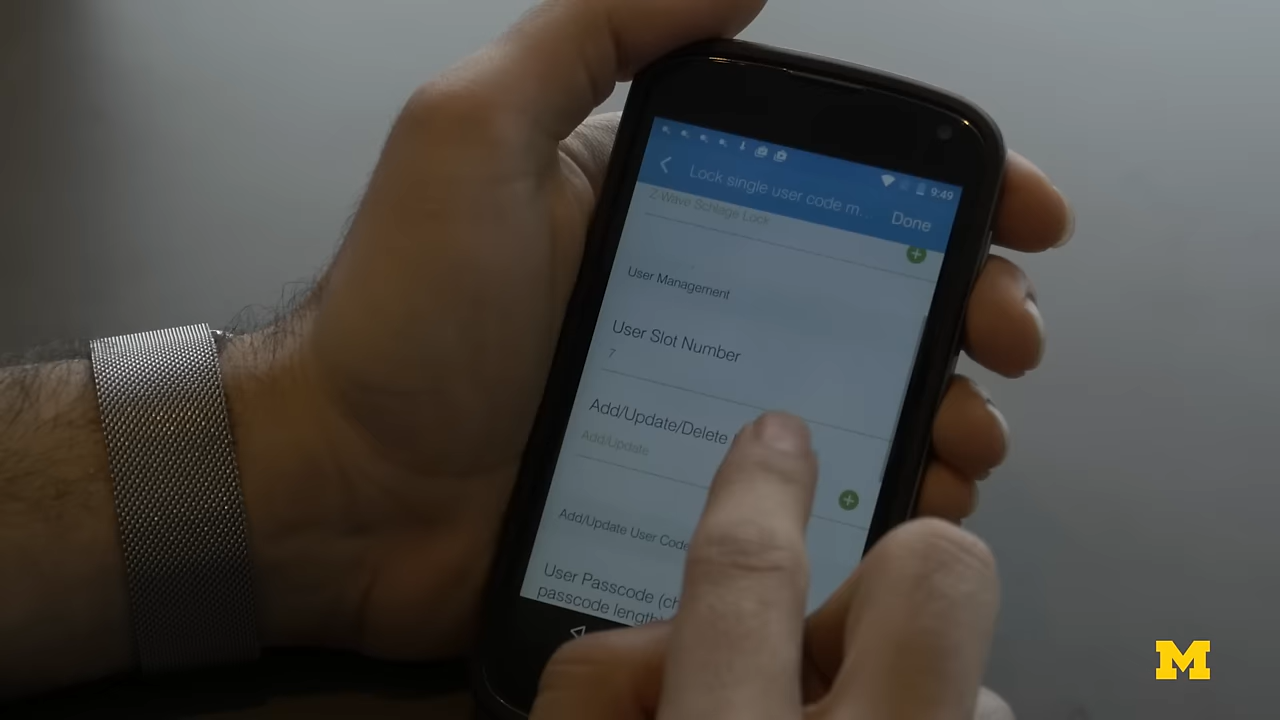 9:49
Lock single user code m...
Done
Z-Wave Schlage Lock
User Management
User Slot Number
7
Add/Update/Delete
Add/Update
Add/Update User Code
User Passcode (ch
passcode length)
M